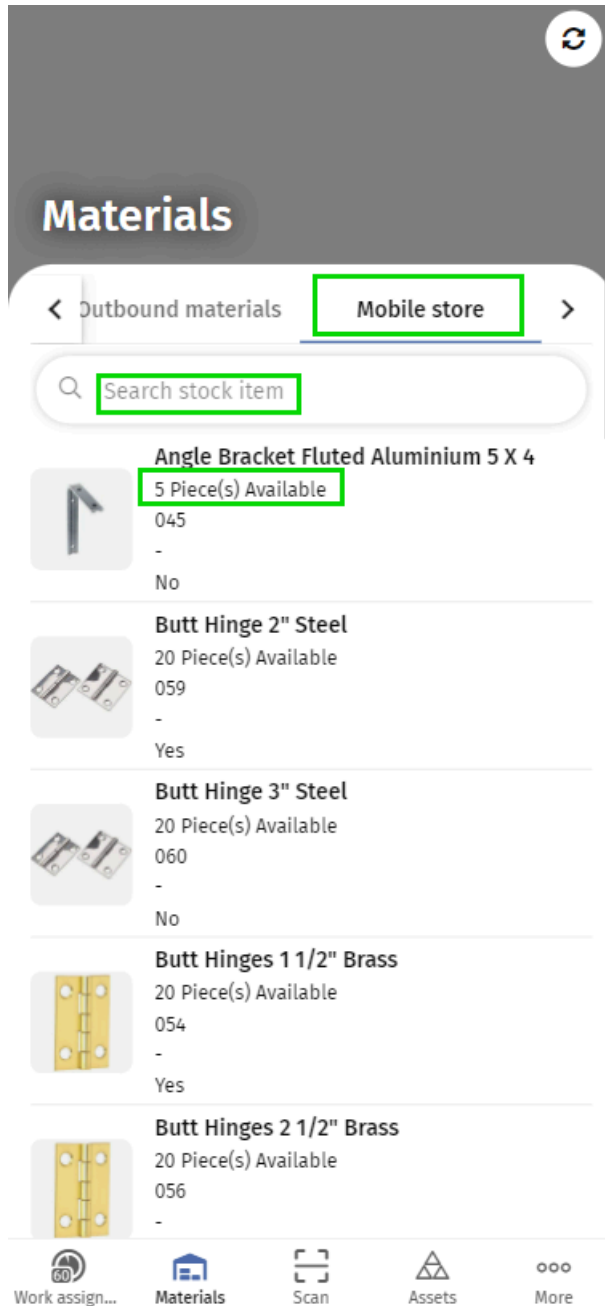 Materials
Outbound materials
Mobile store
Search stock item
Angle Bracket Fluted Aluminium 5 X 4
5 Piece(s) Available
045
-
No
Butt Hinge 2" Steel
20 Piece(s) Available
059
-
Yes
Butt Hinge 3" Steel
20 Piece(s) Available
060
-
No
Butt Hinges 1 1/2" Brass
20 Piece(s) Available
054
-
Yes
Butt Hinges 2 1/2" Brass
20 Piece(s) Available
056
-
60
Work assign...
Materials
Scan
Assets
More